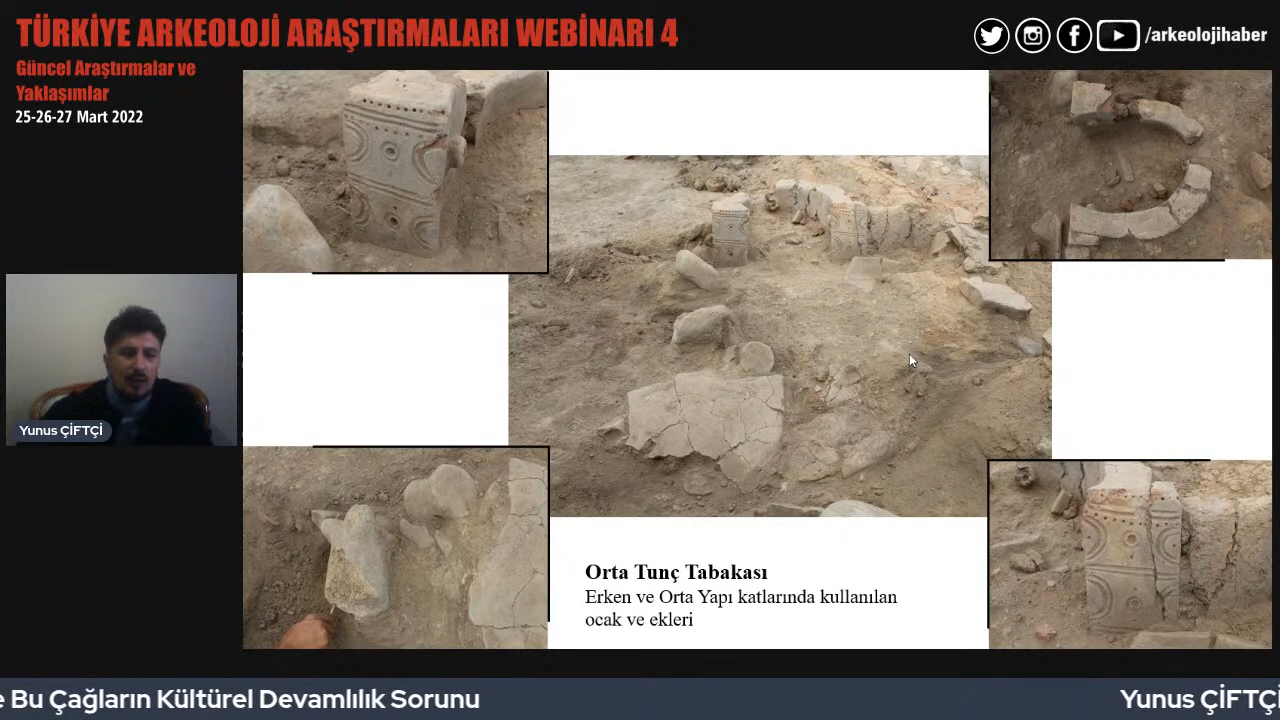 TÜRKİYE ARKEOLOJİ ARAŞTIRMALARI WEBİNARI 4
Güncel Araştırmalar ve
Yaklaşımlar
25-26-27 Mart 2022
/arkeolojihaber
Yunus ÇİFTÇİ
Orta Tunç Tabakası
Erken ve Orta Yapı katlarında kullanılan
ocak ve ekleri
e Bu Çağların Kültürel Devamlılık Sorunu
Yunus ÇİFTÇİ